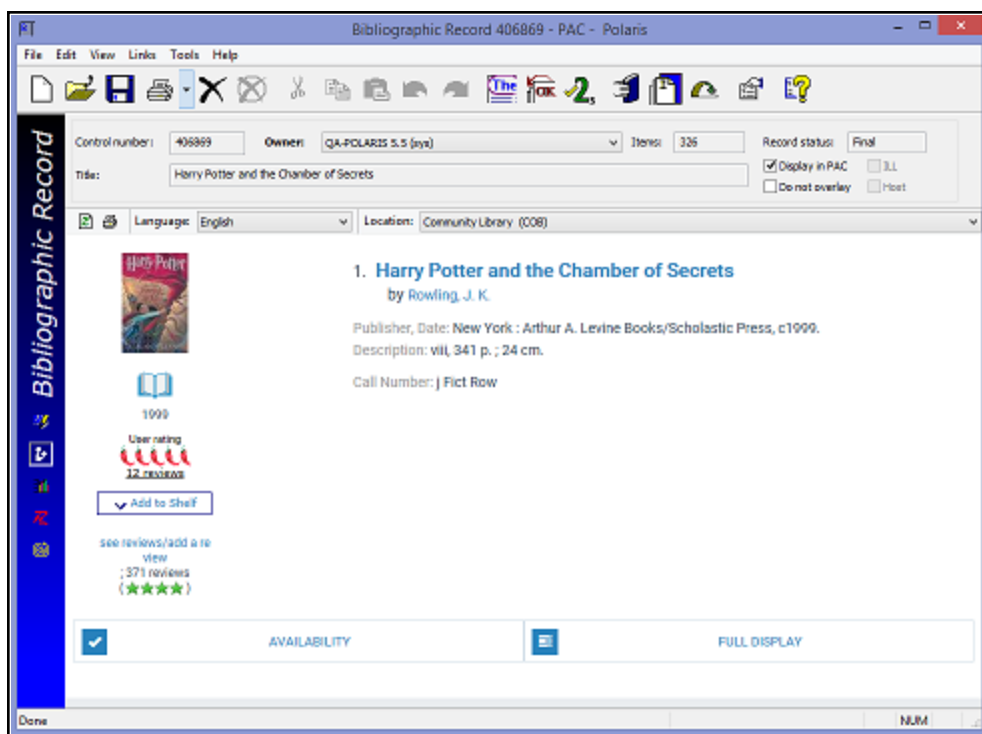 Bibliographic Record 406869 - PAC - Polaris
File Edit View Links Tools Help
Bibliographic Record
Control number: 406869 Owner: QA-POLARIS 5.5 (sys) Items: 326 Record status: Final
Display in PAC ILL
Title: Harry Potter and the Chamber of Secrets
Do not overlay Host
Language: English Location: Community Library (COB)
Harry Potter
1. Harry Potter and the Chamber of Secrets
by Rowling, J. K.
Publisher, Date: New York : Arthur A. Levine Books/Scholastic Press, c1999.
Description: viii, 341 p. ; 24 cm.
Call Number: j Fict Row
1999
User rating
12 reviews
Add to Shelf
see reviews/add a re
view
; 371 reviews
(★★★★)
AVAILABILITY FULL DISPLAY
Done NUM